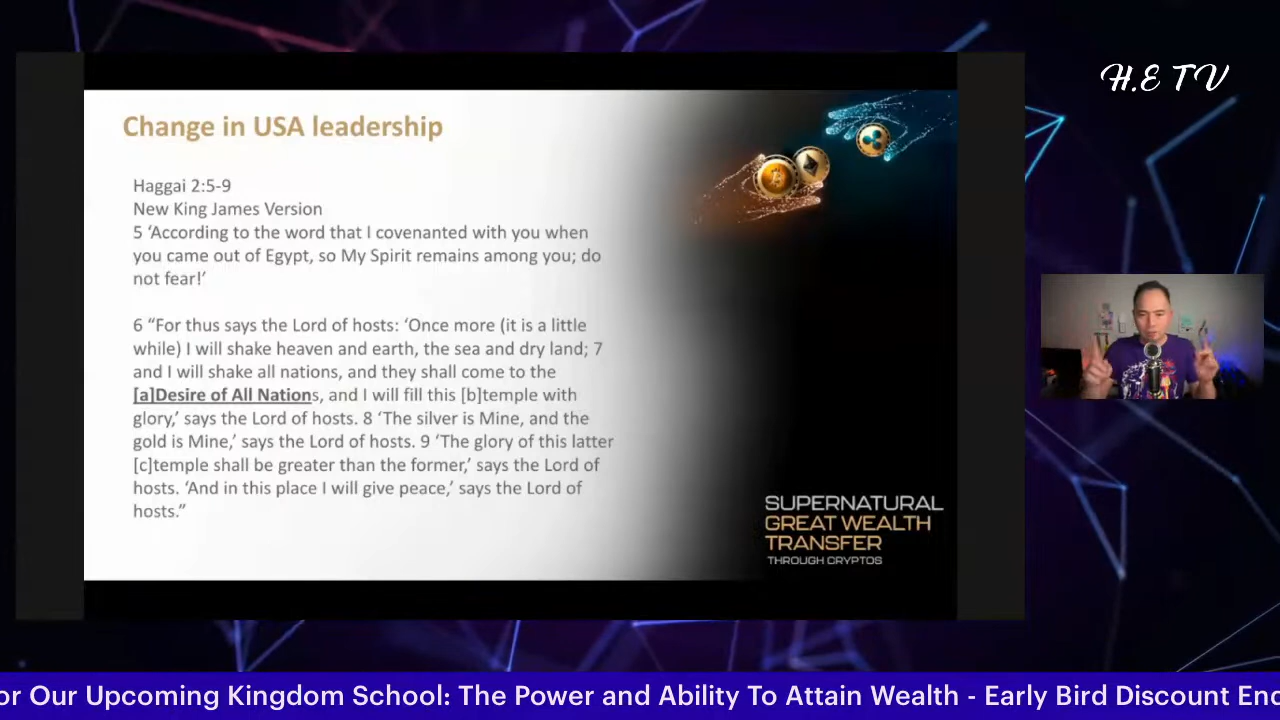 H.E TV
Change in USA leadership
Haggai 2:5-9
New King James Version
5 ‘According to the word that I covenanted with you when
you came out of Egypt, so My Spirit remains among you; do
not fear!’
6 “For thus says the Lord of hosts: ‘Once more (it is a little
while) I will shake heaven and earth, the sea and dry land; 7
and I will shake all nations, and they shall come to the
[a]Desire of All Nations, and I will fill this [b]temple with
glory,’ says the Lord of hosts. 8 ‘The silver is Mine, and the
gold is Mine,’ says the Lord of hosts. 9 ‘The glory of this latter
[c]temple shall be greater than the former,’ says the Lord of
hosts. ‘And in this place I will give peace,’ says the Lord of
hosts.”
SUPERNATURAL
GREAT WEALTH
TRANSFER
THROUGH CRYPTOS
or Our Upcoming Kingdom School: The Power and Ability To Attain Wealth - Early Bird Discount End